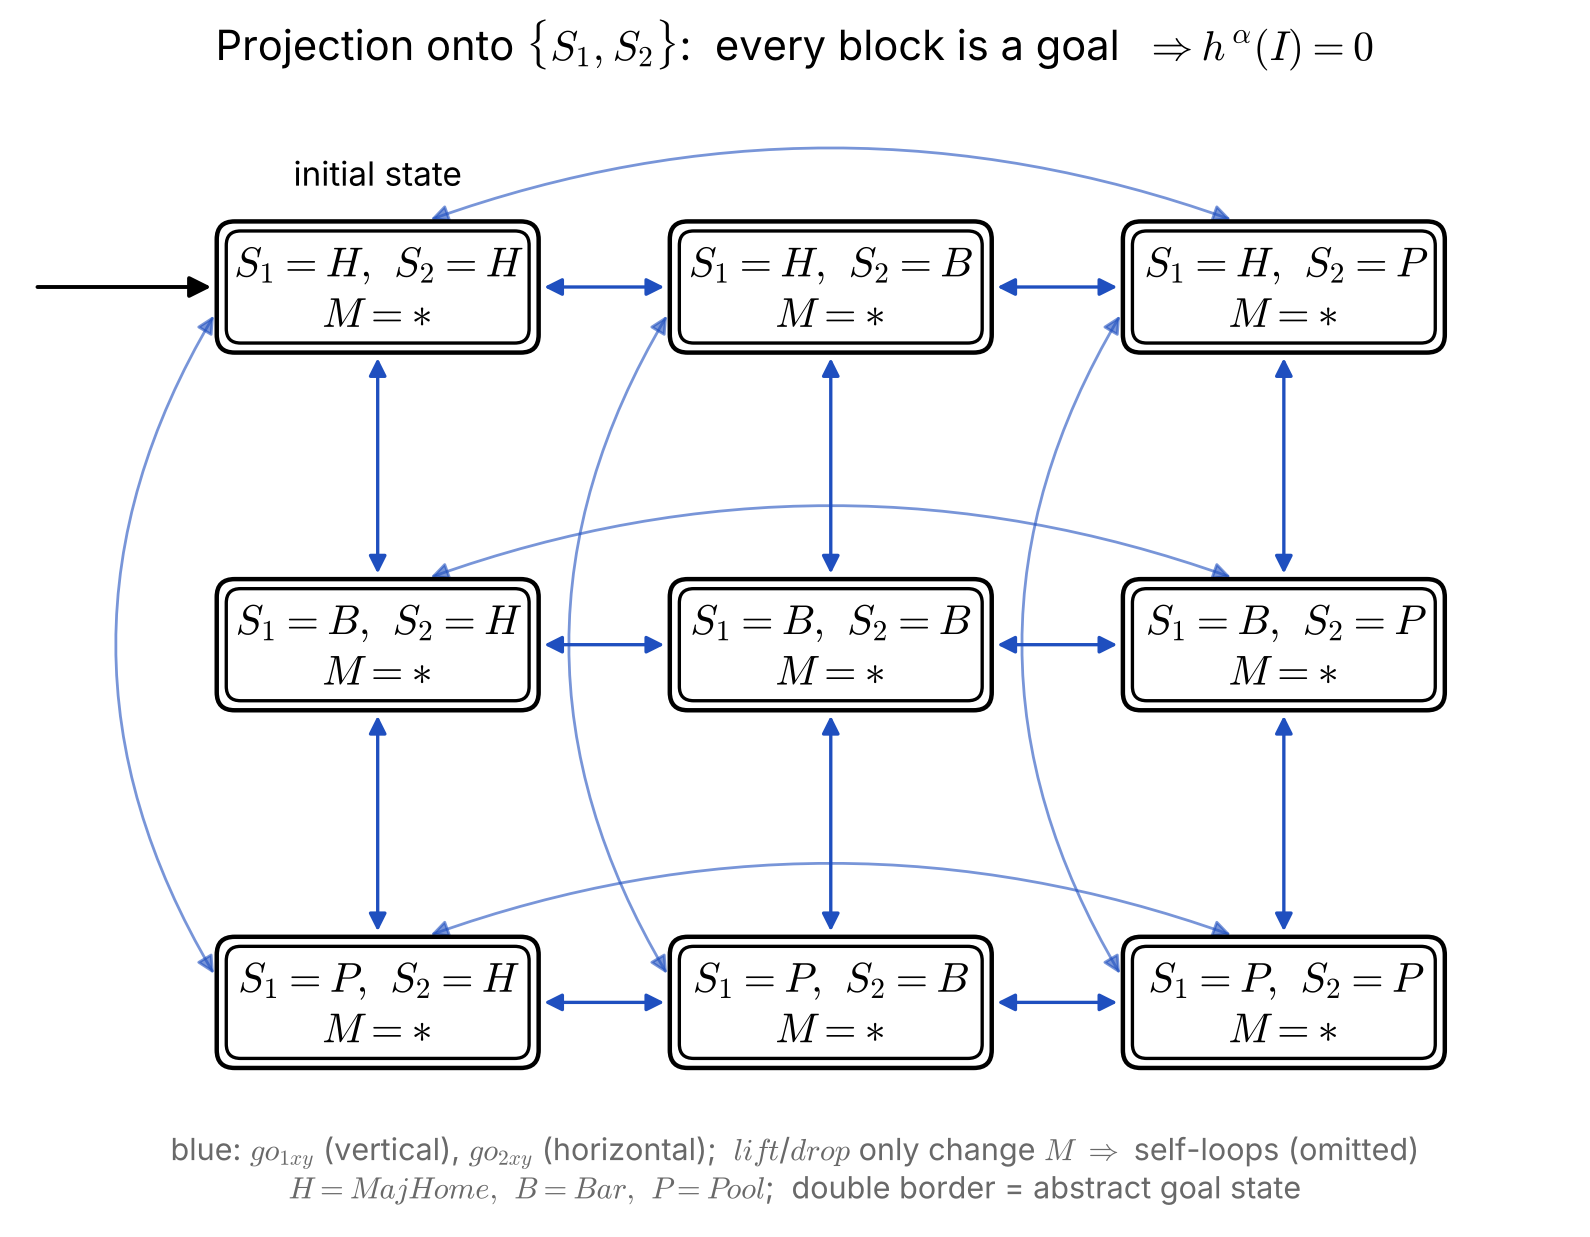 Projection onto {S₁, S₂}: every block is a goal ⇒ h^α(I) = 0
initial state
S₁ = H, S₂ = H
M = *
S₁ = H, S₂ = B
M = *
S₁ = H, S₂ = P
M = *
S₁ = B, S₂ = H
M = *
S₁ = B, S₂ = B
M = *
S₁ = B, S₂ = P
M = *
S₁ = P, S₂ = H
M = *
S₁ = P, S₂ = B
M = *
S₁ = P, S₂ = P
M = *
blue: go₁ₓᵧ (vertical), go₂ₓᵧ (horizontal); lift/drop only change M ⇒ self-loops (omitted)
H = MajHome, B = Bar, P = Pool; double border = abstract goal state